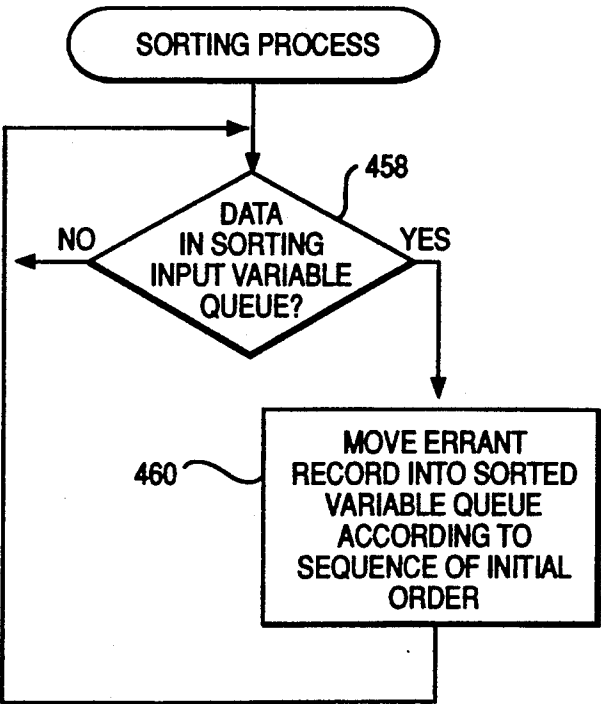 SORTING PROCESS
458
DATA
IN SORTING
INPUT VARIABLE
QUEUE?
NO
YES
460
MOVE ERRANT
RECORD INTO SORTED
VARIABLE QUEUE
ACCORDING TO
SEQUENCE OF INITIAL
ORDER